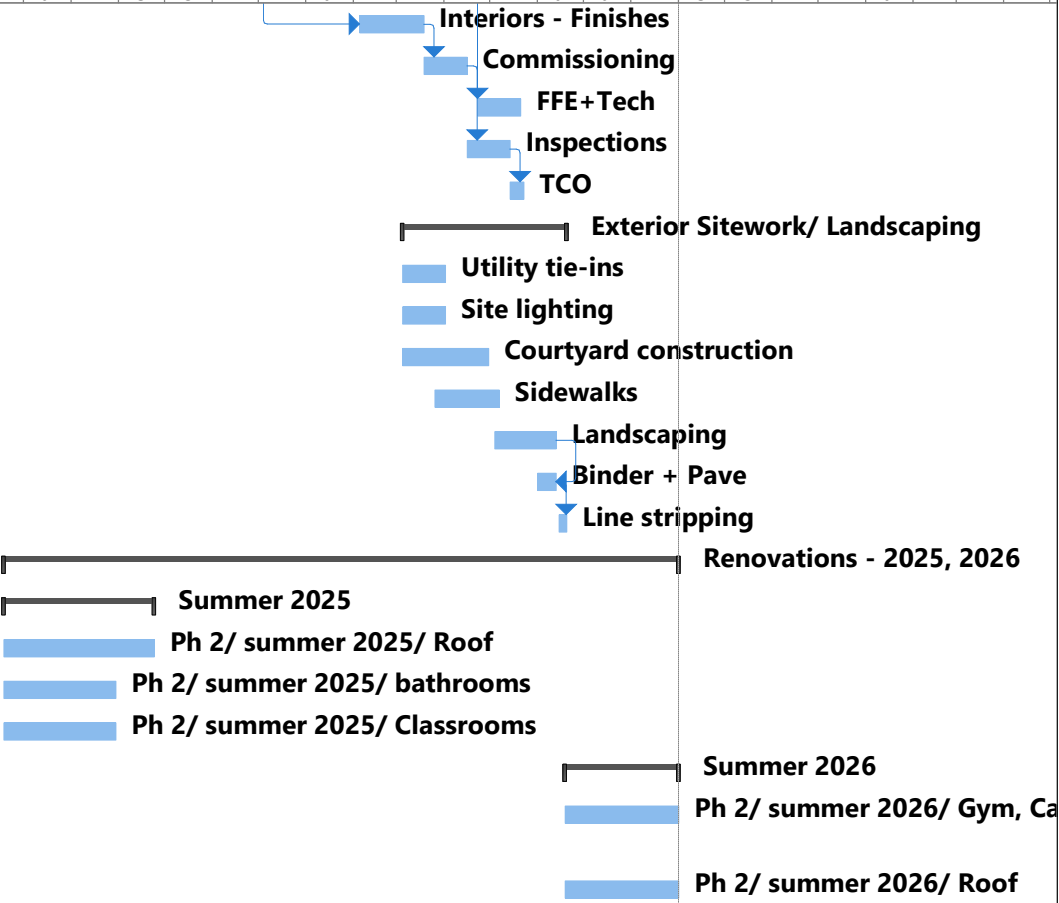 Interiors - Finishes
Commissioning
FFE+Tech
Inspections
TCO
Exterior Sitework/ Landscaping
Utility tie-ins
Site lighting
Courtyard construction
Sidewalks
Landscaping
Binder + Pave
Line stripping
Renovations - 2025, 2026
Summer 2025
Ph 2/ summer 2025/ Roof
Ph 2/ summer 2025/ bathrooms
Ph 2/ summer 2025/ Classrooms
Summer 2026
Ph 2/ summer 2026/ Gym,
Ph 2/ summer 2026/ Roof